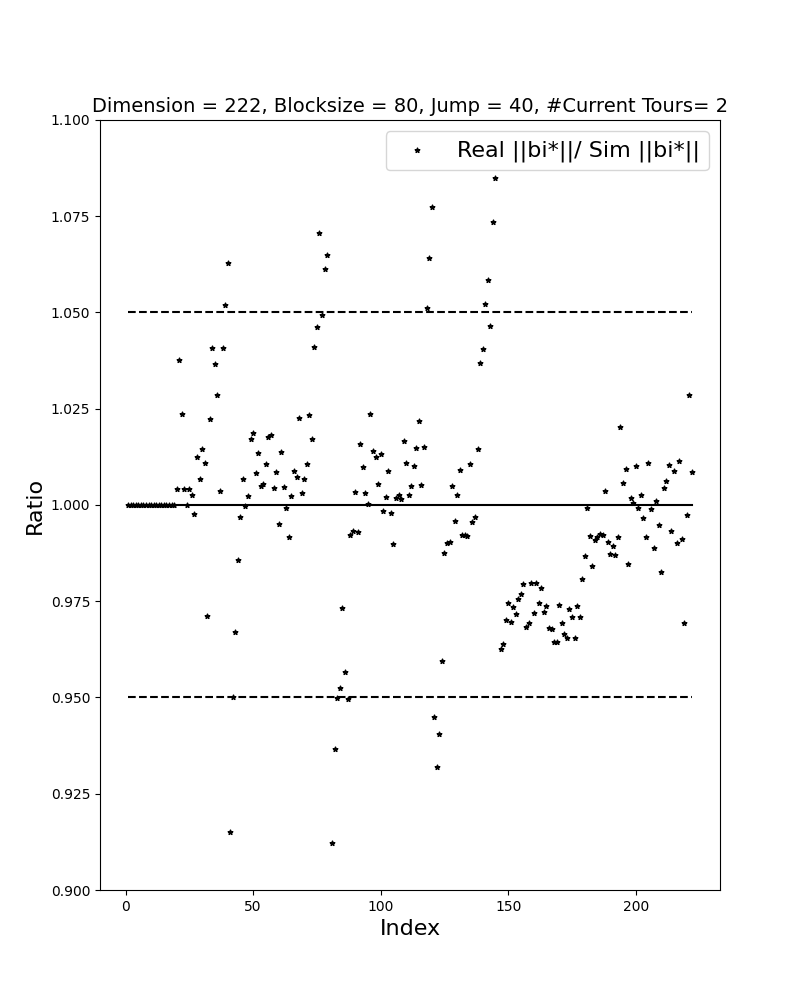 Dimension = 222, Blocksize = 80, Jump = 40, #Current Tours= 2
Real ||bi*||/ Sim ||bi*||
1.100
1.075
1.050
1.025
1.000
0.975
0.950
0.925
0.900
Ratio
0 50 100 150 200
Index